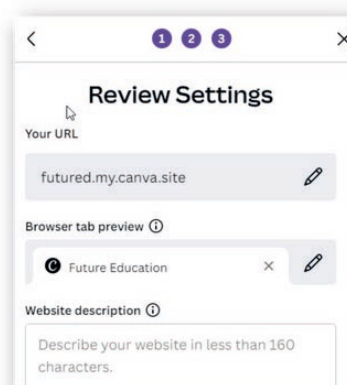 1 2 3
Review Settings
Your URL
futured.my.canva.site
Browser tab preview
Future Education
Website description
Describe your website in less than 160
characters.